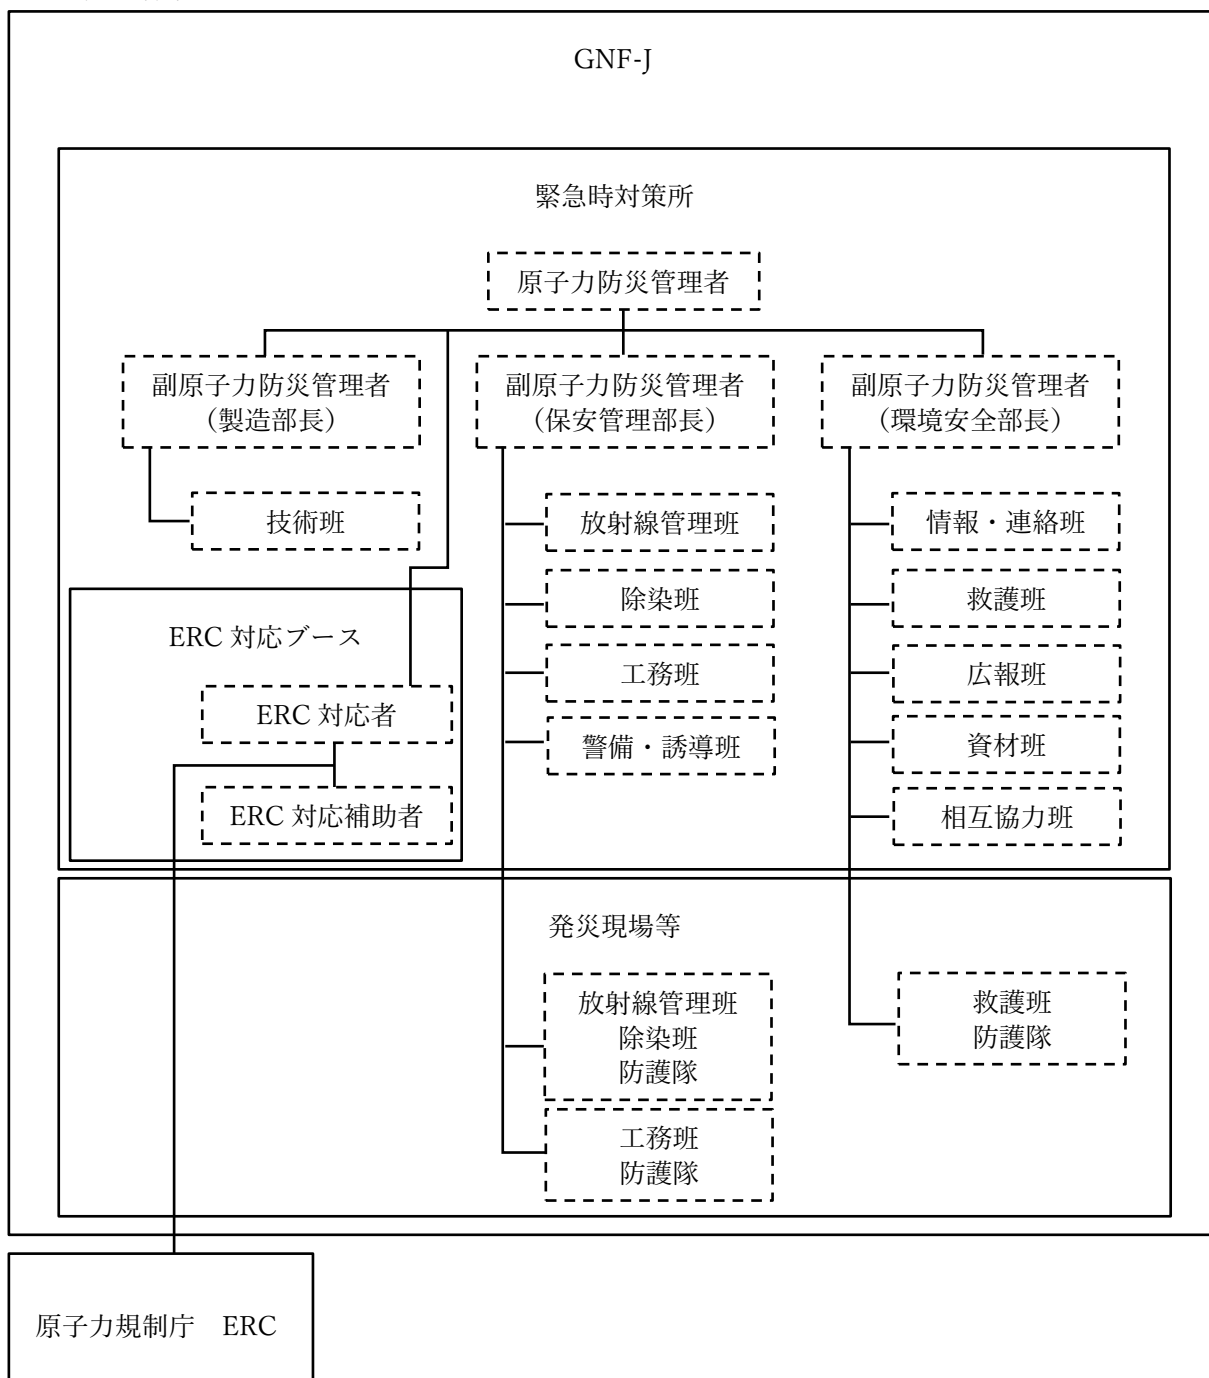 GNF-J
緊急時対策所
原子力防災管理者
副原子力防災管理者
（製造部長）
副原子力防災管理者
（保安管理部長）
副原子力防災管理者
（環境安全部長）
技術班
放射線管理班
情報・連絡班
除染班
救護班
ERC 対応ブース
工務班
広報班
ERC 対応者
警備・誘導班
資材班
ERC 対応補助者
相互協力班
発災現場等
放射線管理班
除染班
防護隊
救護班
防護隊
工務班
防護隊
原子力規制庁　ERC